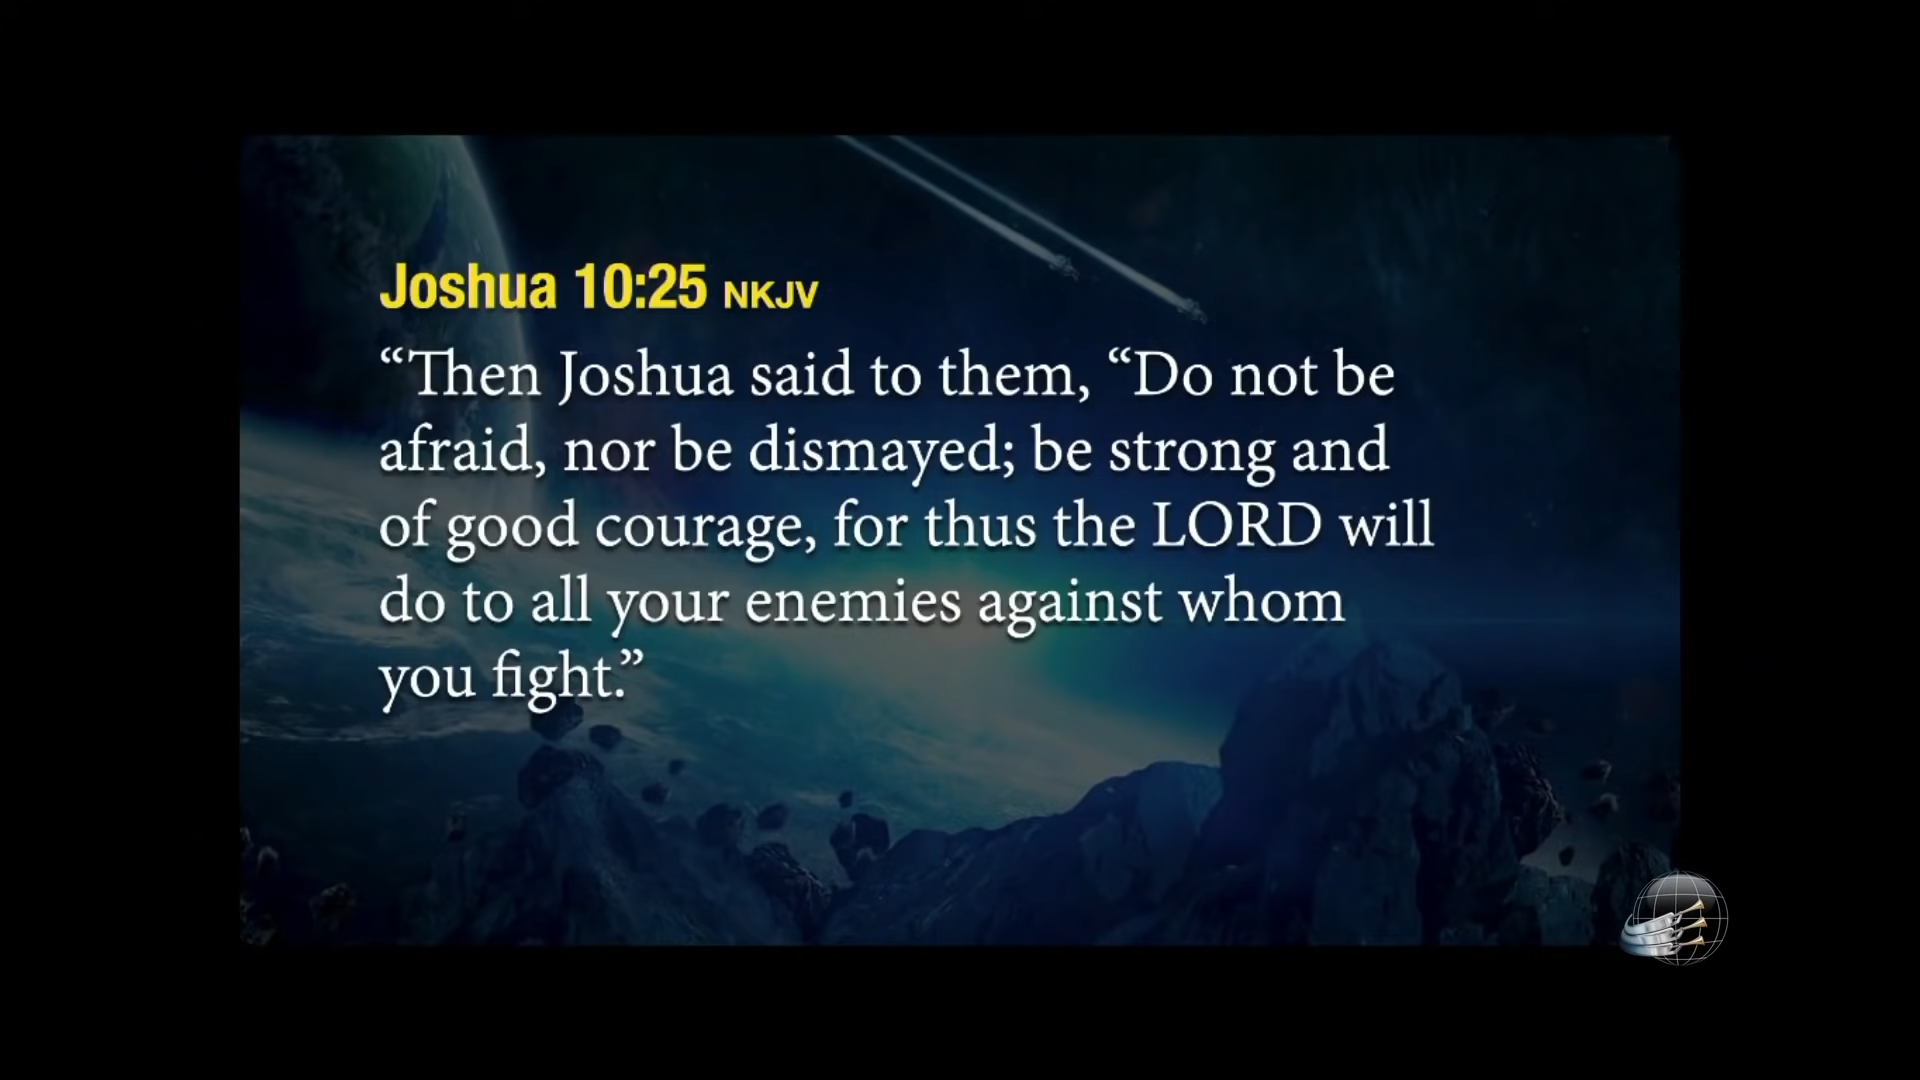 Joshua 10:25 NKJV
“Then Joshua said to them, “Do not be
afraid, nor be dismayed; be strong and
of good courage, for thus the LORD will
do to all your enemies against whom
you fight.”